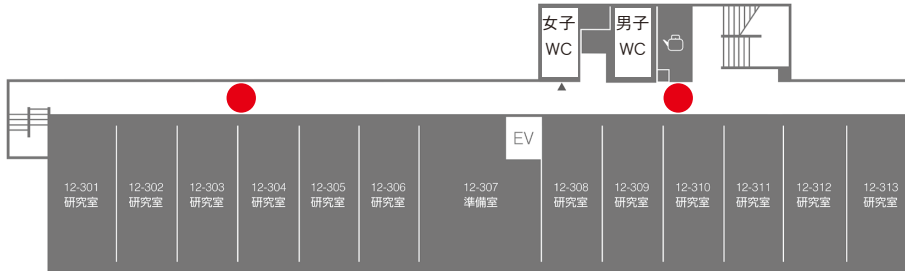 女子
WC
男子
WC
EV
12-301
研究室
12-302
研究室
12-303
研究室
12-304
研究室
12-305
研究室
12-306
研究室
12-307
準備室
12-308
研究室
12-309
研究室
12-310
研究室
12-311
研究室
12-312
研究室
12-313
研究室